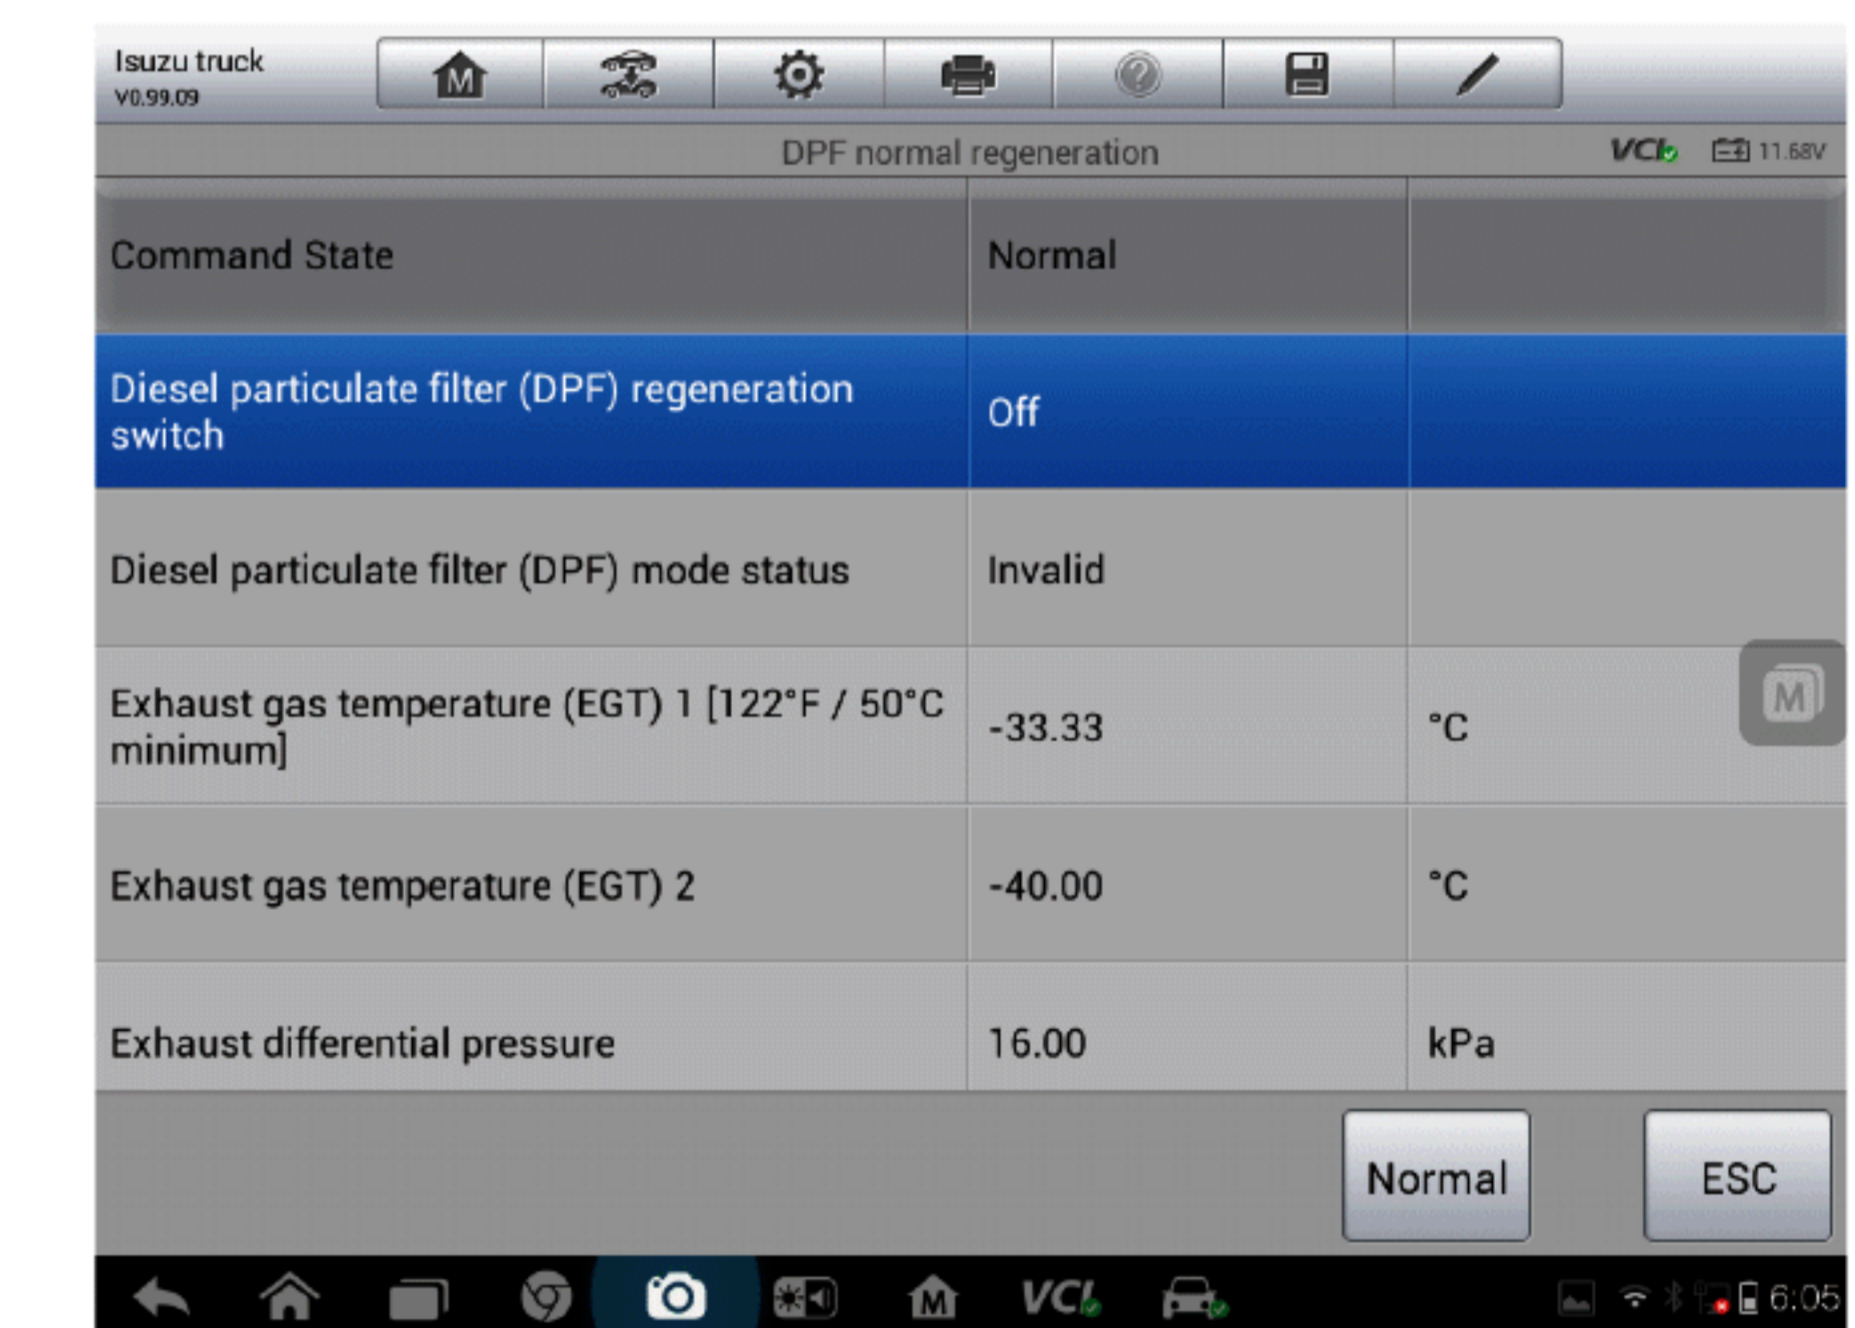 Isuzu truck
V0.99.09
M
DPF normal regeneration
VCI
11.68V
Command State Normal
Diesel particulate filter (DPF) regeneration
switch
Off
Diesel particulate filter (DPF) mode status Invalid
Exhaust gas temperature (EGT) 1 [122°F / 50°C
minimum]
-33.33 °C
M
Exhaust gas temperature (EGT) 2 -40.00 °C
Exhaust differential pressure 16.00 kPa
Normal ESC
M VCI 6:05